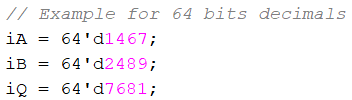 // Example for 64 bits decimals
iA = 64'd1467;
iB = 64'd2489;
iQ = 64'd7681;